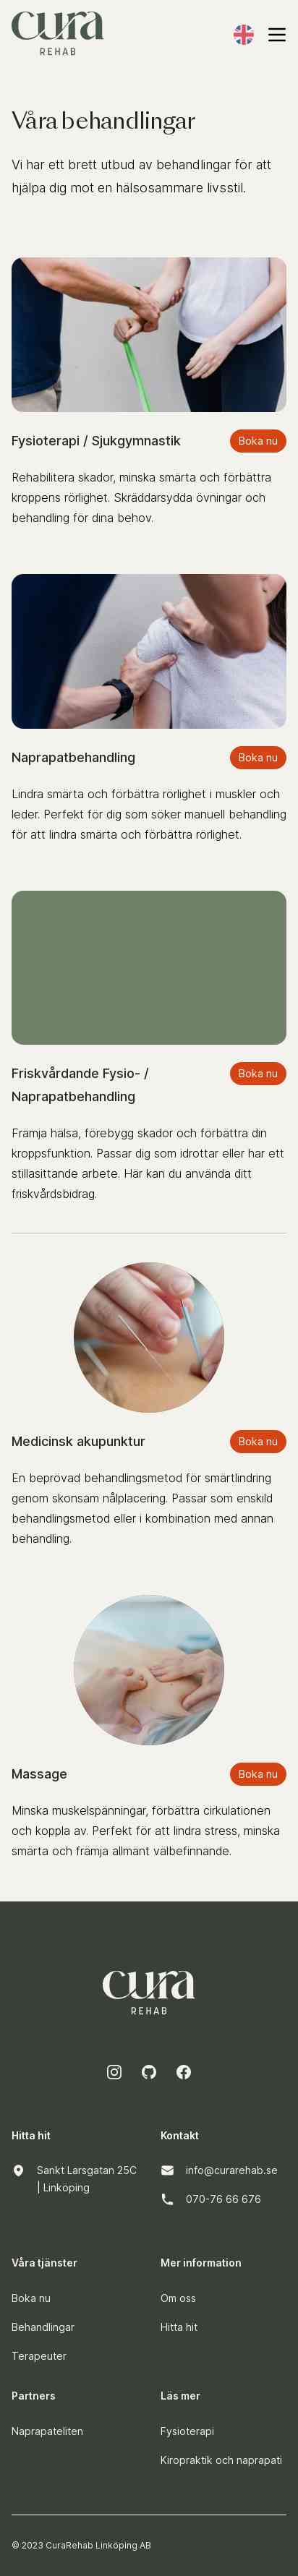 cura
REHAB
Våra behandlingar
Vi har ett brett utbud av behandlingar för att
hjälpa dig mot en hälsosammare livsstil.
Fysioterapi / Sjukgymnastik
Boka nu
Rehabilitera skador, minska smärta och förbättra
kroppens rörlighet. Skräddarsydda övningar och
behandling för dina behov.
Naprapatbehandling
Boka nu
Lindra smärta och förbättra rörlighet i muskler och
leder. Perfekt för dig som söker manuell behandling
för att lindra smärta och förbättra rörlighet.
Friskvårdande Fysio- /
Naprapatbehandling
Boka nu
Främja hälsa, förebygg skador och förbättra din
kroppsfunktion. Passar dig som idrottar eller har ett
stillasittande arbete. Här kan du använda ditt
friskvårdsbidrag.
Medicinsk akupunktur
Boka nu
En beprövad behandlingsmetod för smärtlindring
genom skonsam nålplacering. Passar som enskild
behandlingsmetod eller i kombination med annan
behandling.
Massage
Boka nu
Minska muskelspänningar, förbättra cirkulationen
och koppla av. Perfekt för att lindra stress, minska
smärta och främja allmänt välbefinnande.
cura
REHAB
Hitta hit
Sankt Larsgatan 25C
| Linköping
Kontakt
info@curarehab.se
070-76 66 676
Våra tjänster
Boka nu
Behandlingar
Terapeuter
Mer information
Om oss
Hitta hit
Partners
Naprapateliten
Läs mer
Fysioterapi
Kiropraktik och naprapati
© 2023 CuraRehab Linköping AB